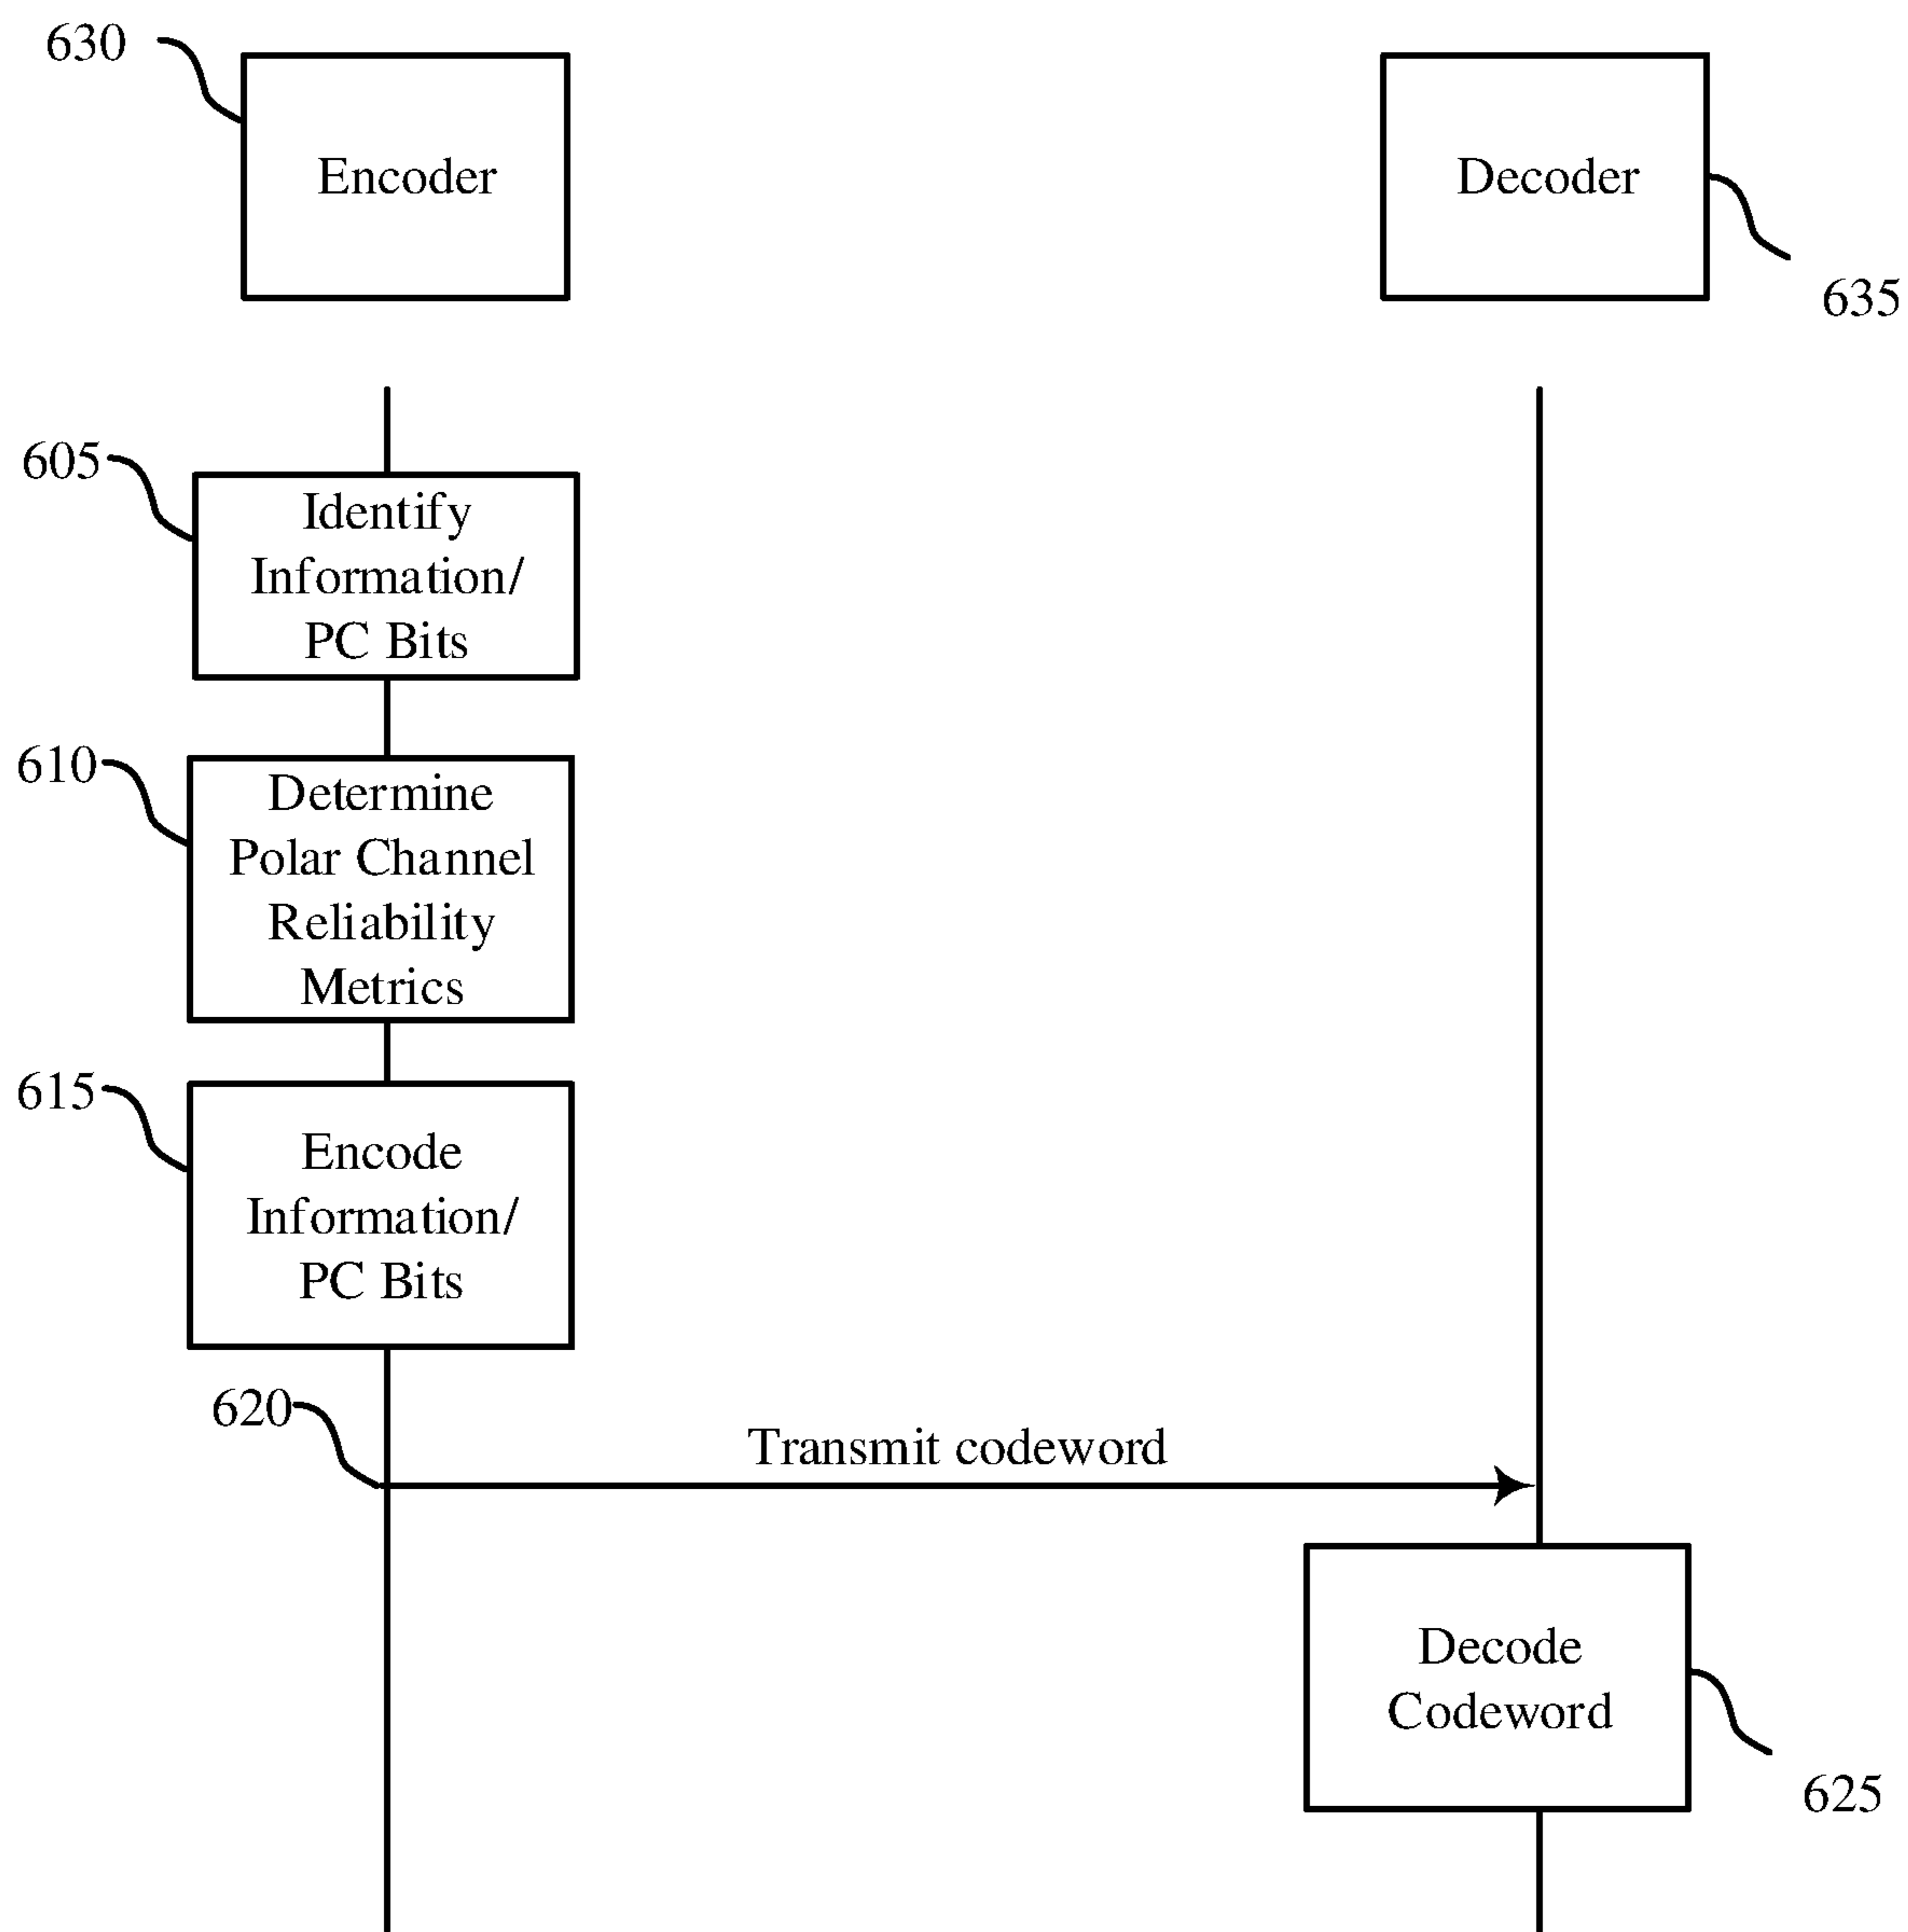 630
Encoder
Decoder
635
605
Identify
Information/
PC Bits
610
Determine
Polar Channel
Reliability
Metrics
615
Encode
Information/
PC Bits
620
Transmit codeword
Decode
Codeword
625